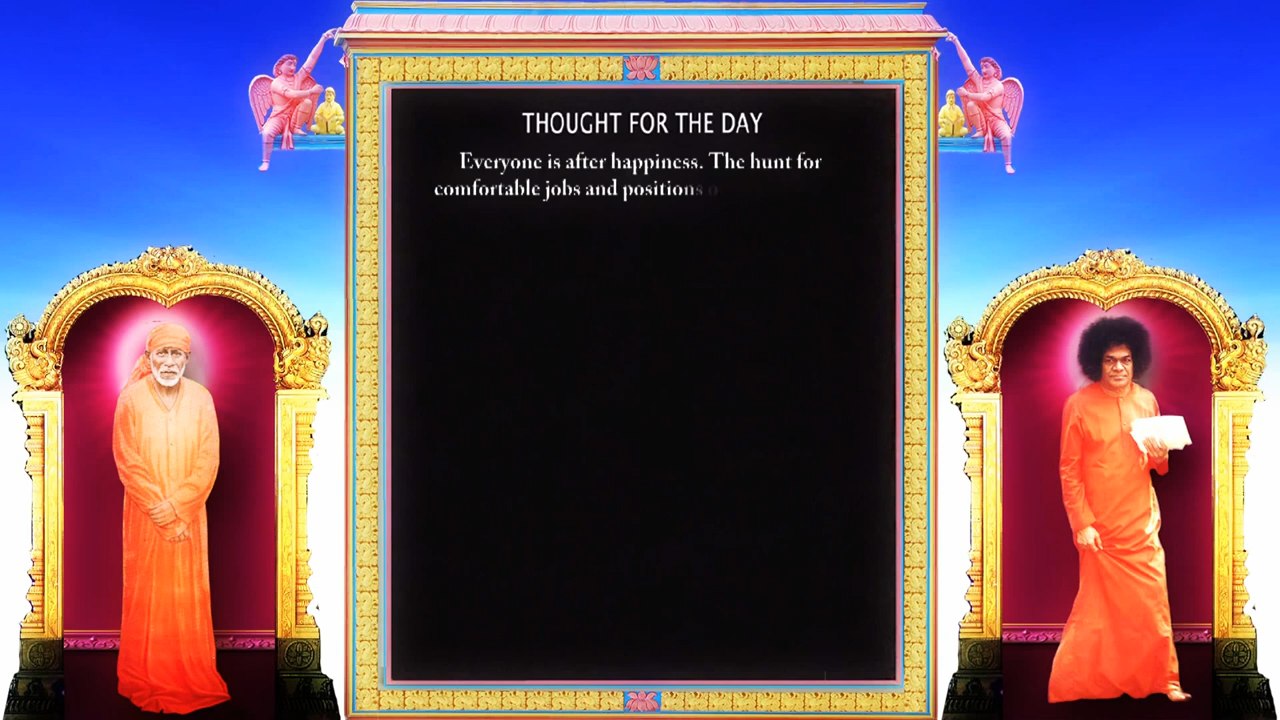 THOUGHT FOR THE DAY
Everyone is after happiness. The hunt for
comfortable jobs and positions